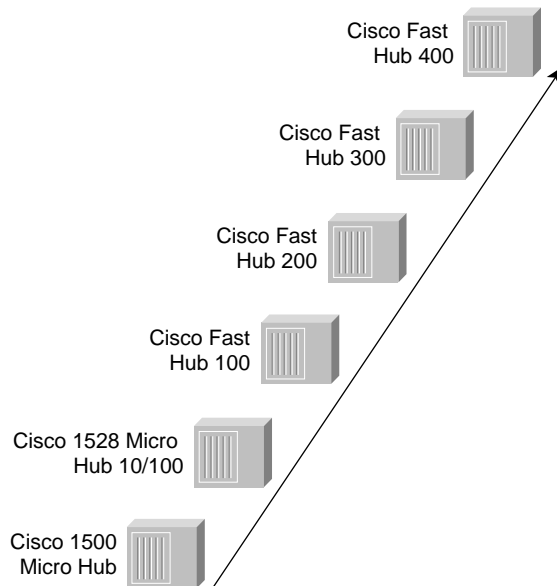 Cisco Fast
Hub 400
Cisco Fast
Hub 300
Cisco Fast
Hub 200
Cisco Fast
Hub 100
Cisco 1528 Micro
Hub 10/100
Cisco 1500
Micro Hub